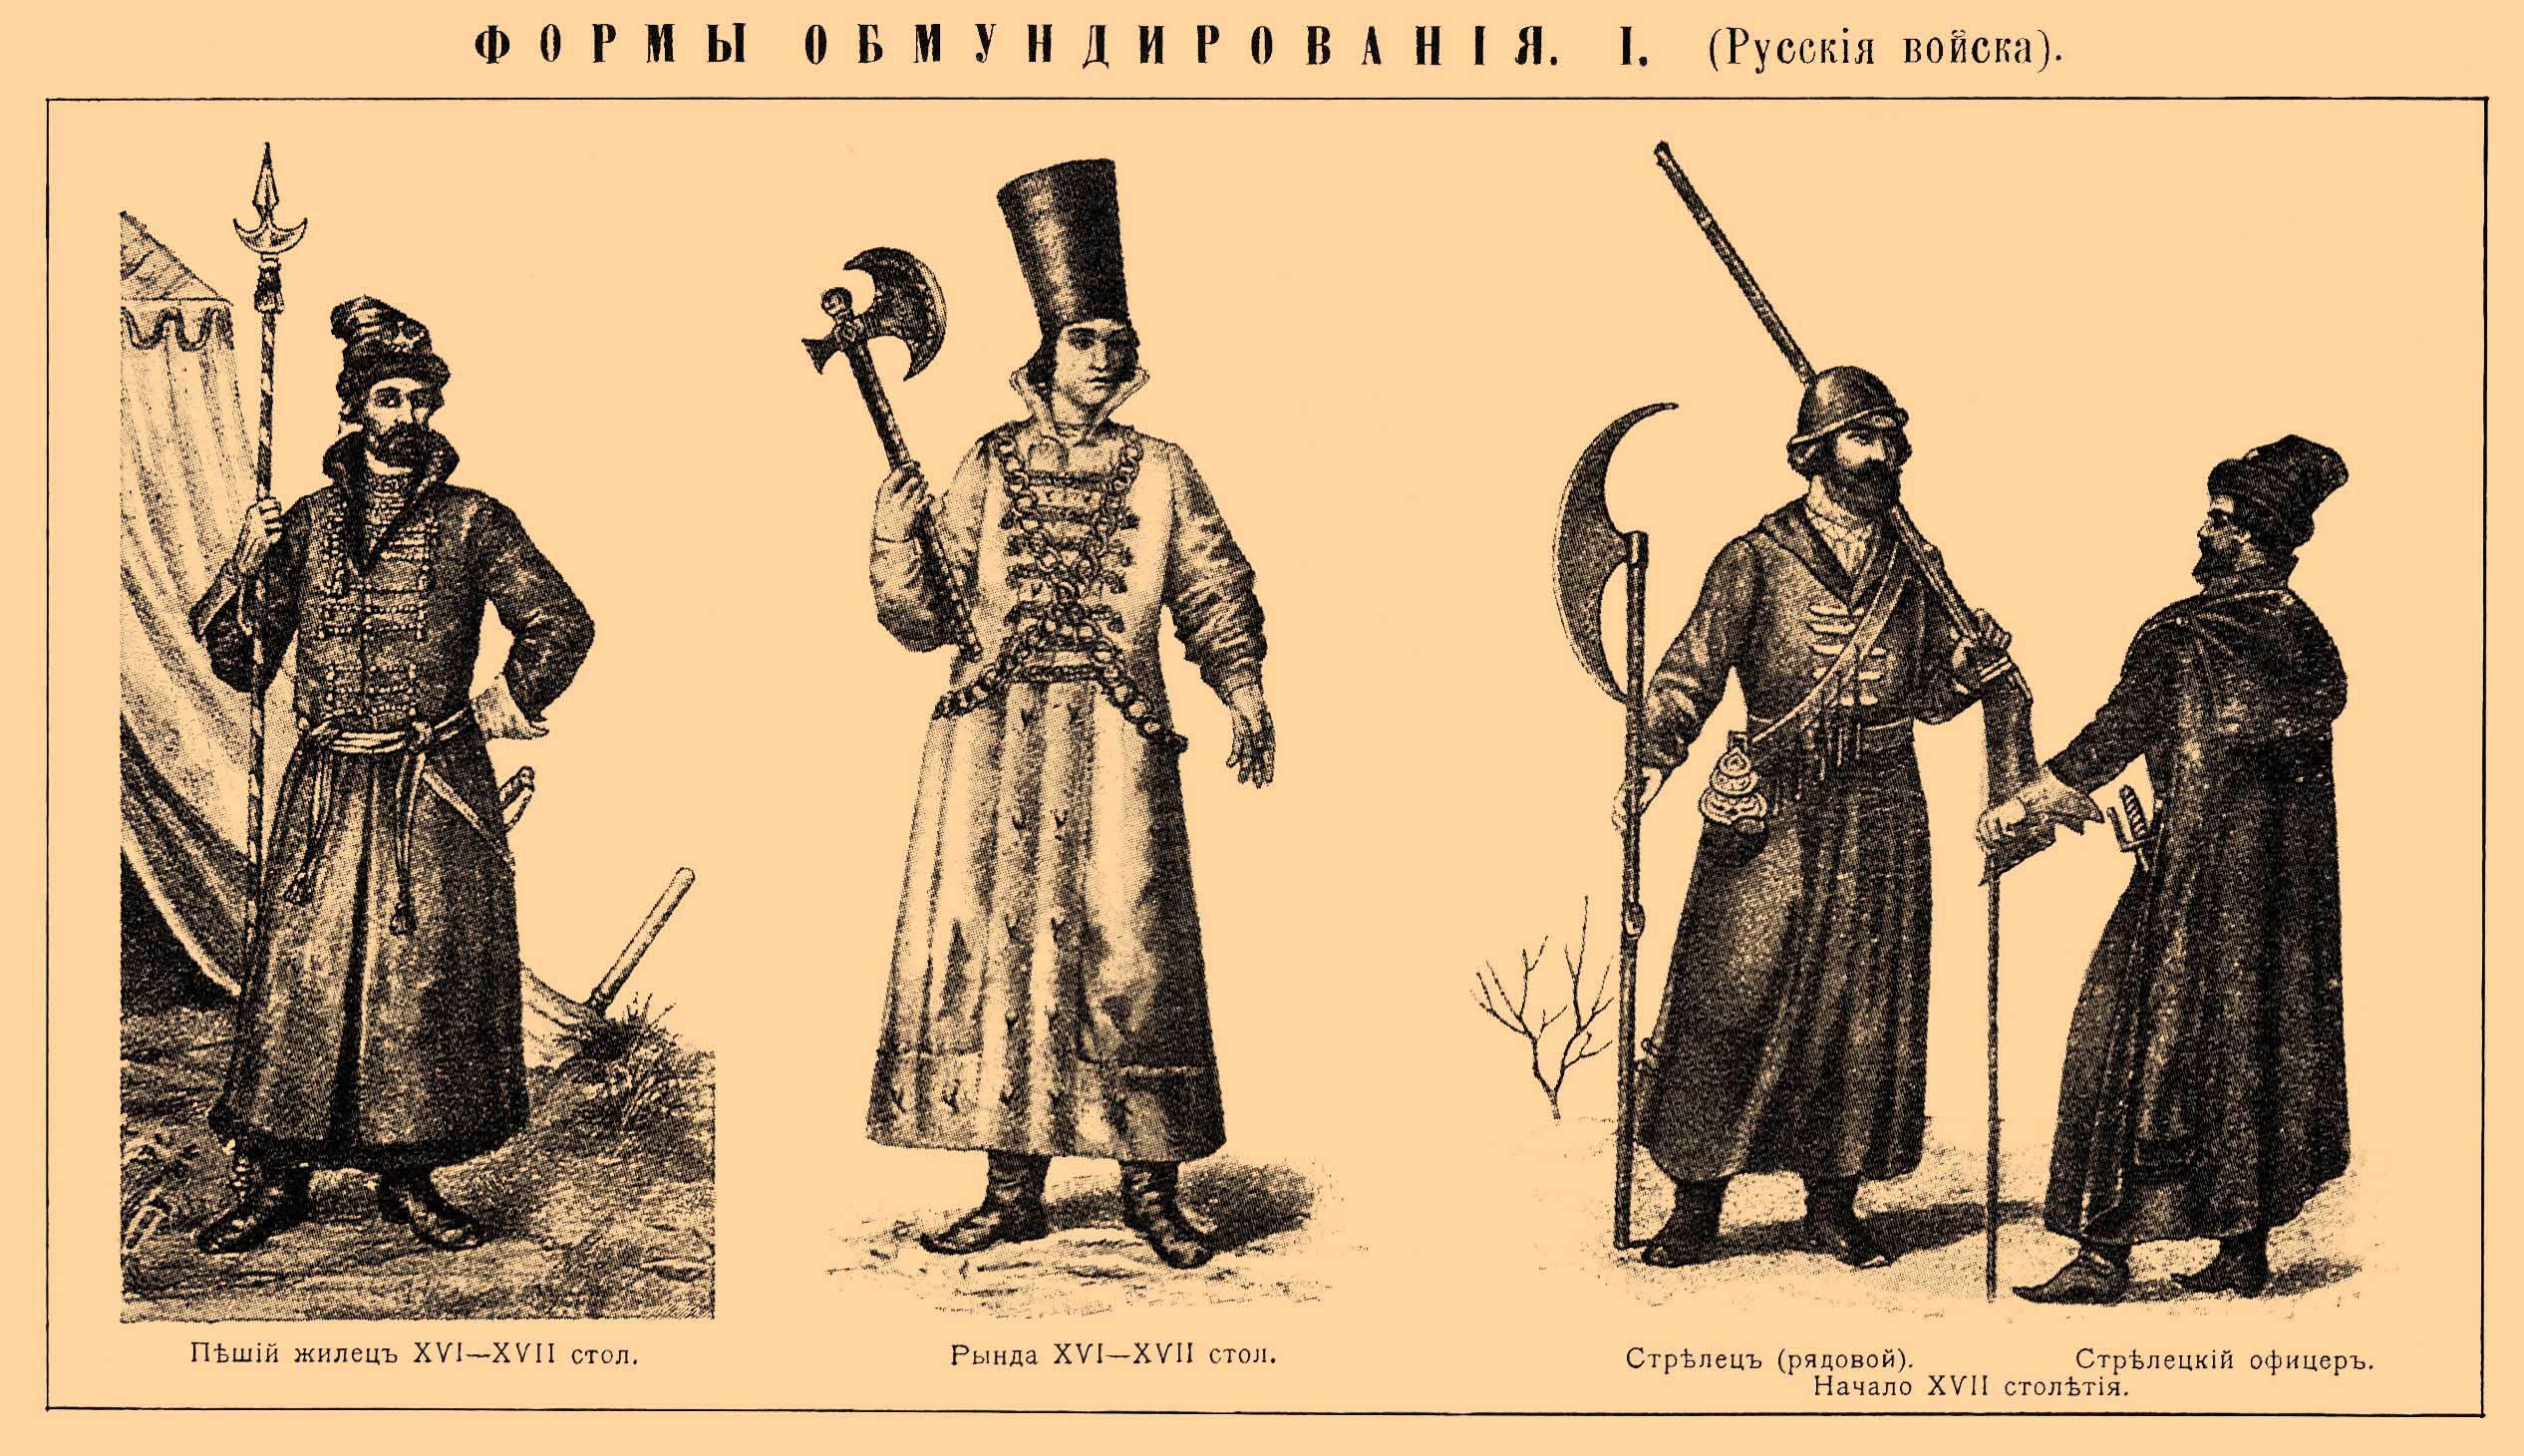 ФОРМЫ ОБМУНДИРОВАНІЯ. I. (Русскія войска).
Пѣшій жилецъ XVI—XVII стол.
Рында XVI—XVII стол.
Стрѣлецъ (рядовой). Стрѣлецкій офицеръ.
Начало XVII столѣтія.